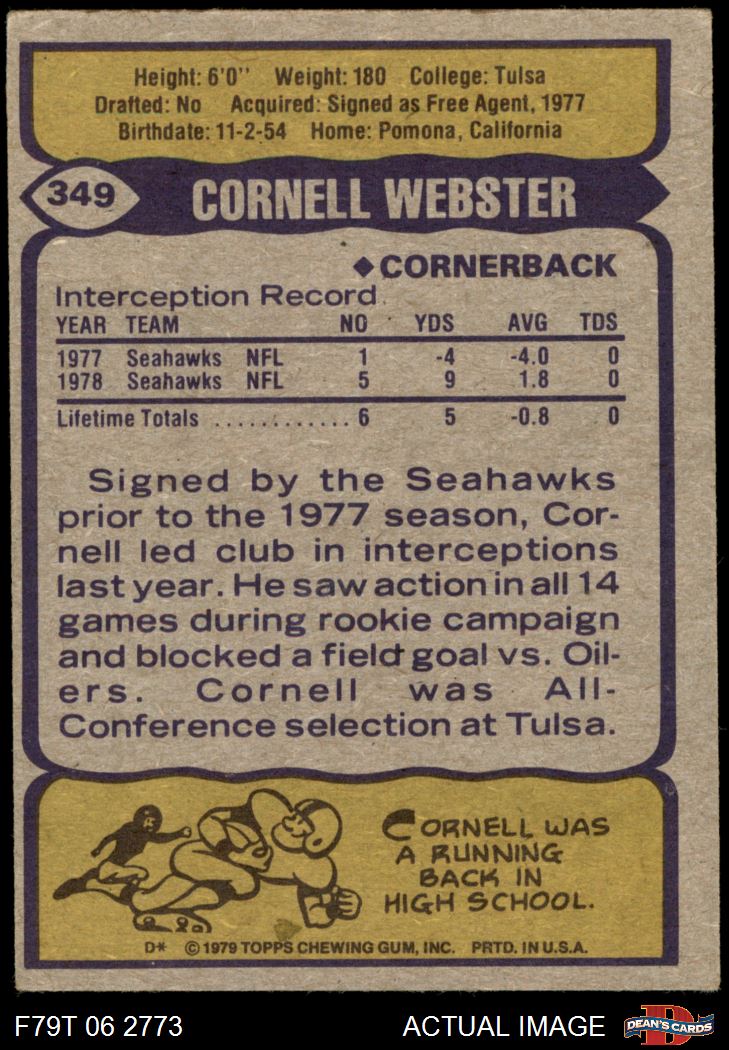 Height: 6'0" Weight: 180 College: Tulsa
Drafted: No Acquired: Signed as Free Agent, 1977
Birthdate: 11-2-54 Home: Pomona, California
349 CORNELL WEBSTER
◆CORNERBACK
Interception Record
YEAR TEAM NO YDS AVG TDS
1977 Seahawks NFL 1 -4 -4.0 0
1978 Seahawks NFL 5 9 1.8 0
Lifetime Totals ............ 6 5 -0.8 0
Signed by the Seahawks
prior to the 1977 season, Cor-
nell led club in interceptions
last year. He saw action in all 14
games during rookie campaign
and blocked a field goal vs. Oil-
ers. Cornell was All-
Conference selection at Tulsa.
CORNELL WAS
A RUNNING
BACK IN
HIGH SCHOOL.
D* © 1979 TOPPS CHEWING GUM, INC. PRTD. IN U.S.A.
F79T 06 2773 ACTUAL IMAGE
D
DEAN'S CARDS